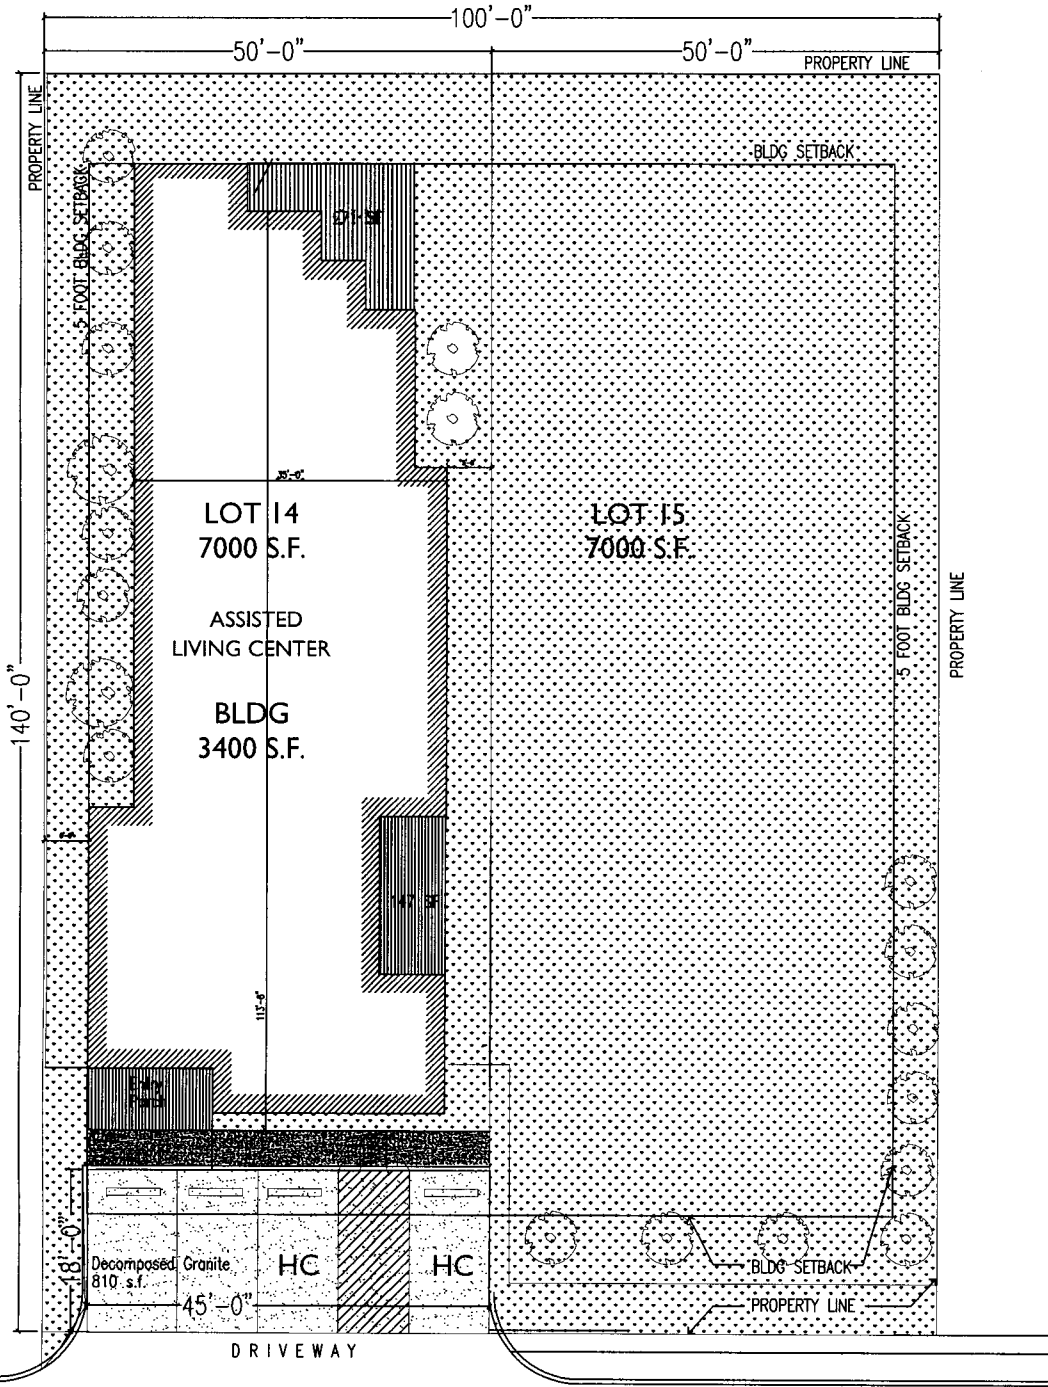 100'-0"
50'-0"
50'-0"
PROPERTY LINE
PROPERTY LINE
BLDG SETBACK
5 FOOT BLDG SETBACK
35'-0"
LOT 14
7000 S.F.
LOT 15
7000 S.F.
ASSISTED
LIVING CENTER
BLDG
3400 S.F.
5 FOOT BLDG SETBACK
PROPERTY LINE
140'-0"
147 SF
113'-6"
Entry
Porch
18'-0"
Decomposed Granite
810 s.f.
HC
HC
45'-0"
BLDG SETBACK
PROPERTY LINE
DRIVEWAY